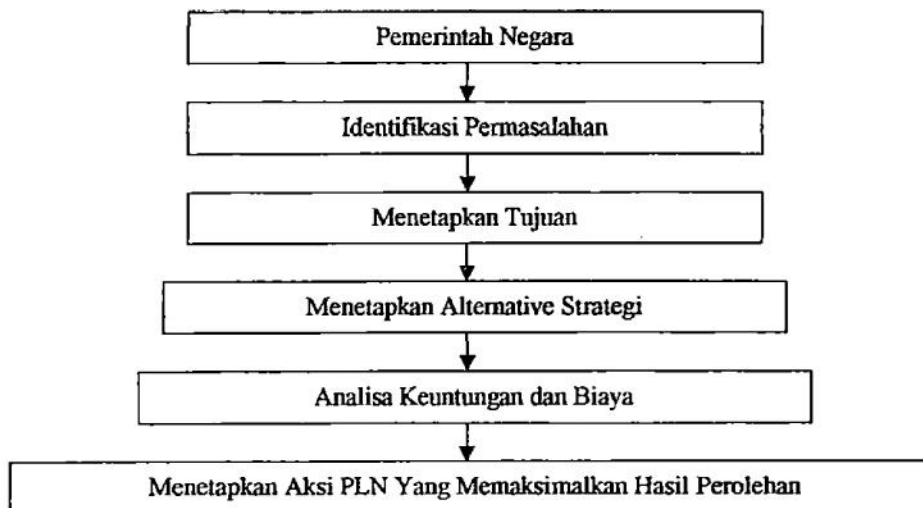 Pemerintah Negara
Identifikasi Permasalahan
Menetapkan Tujuan
Menetapkan Alternative Strategi
Analisa Keuntungan dan Biaya
Menetapkan Aksi PLN Yang Memaksimalkan Hasil Perolehan